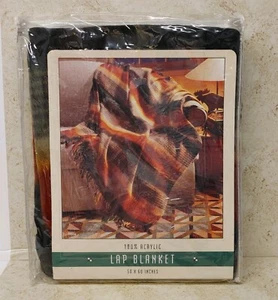 100% ACRYLIC
LAP BLANKET
50 X 60 INCHES